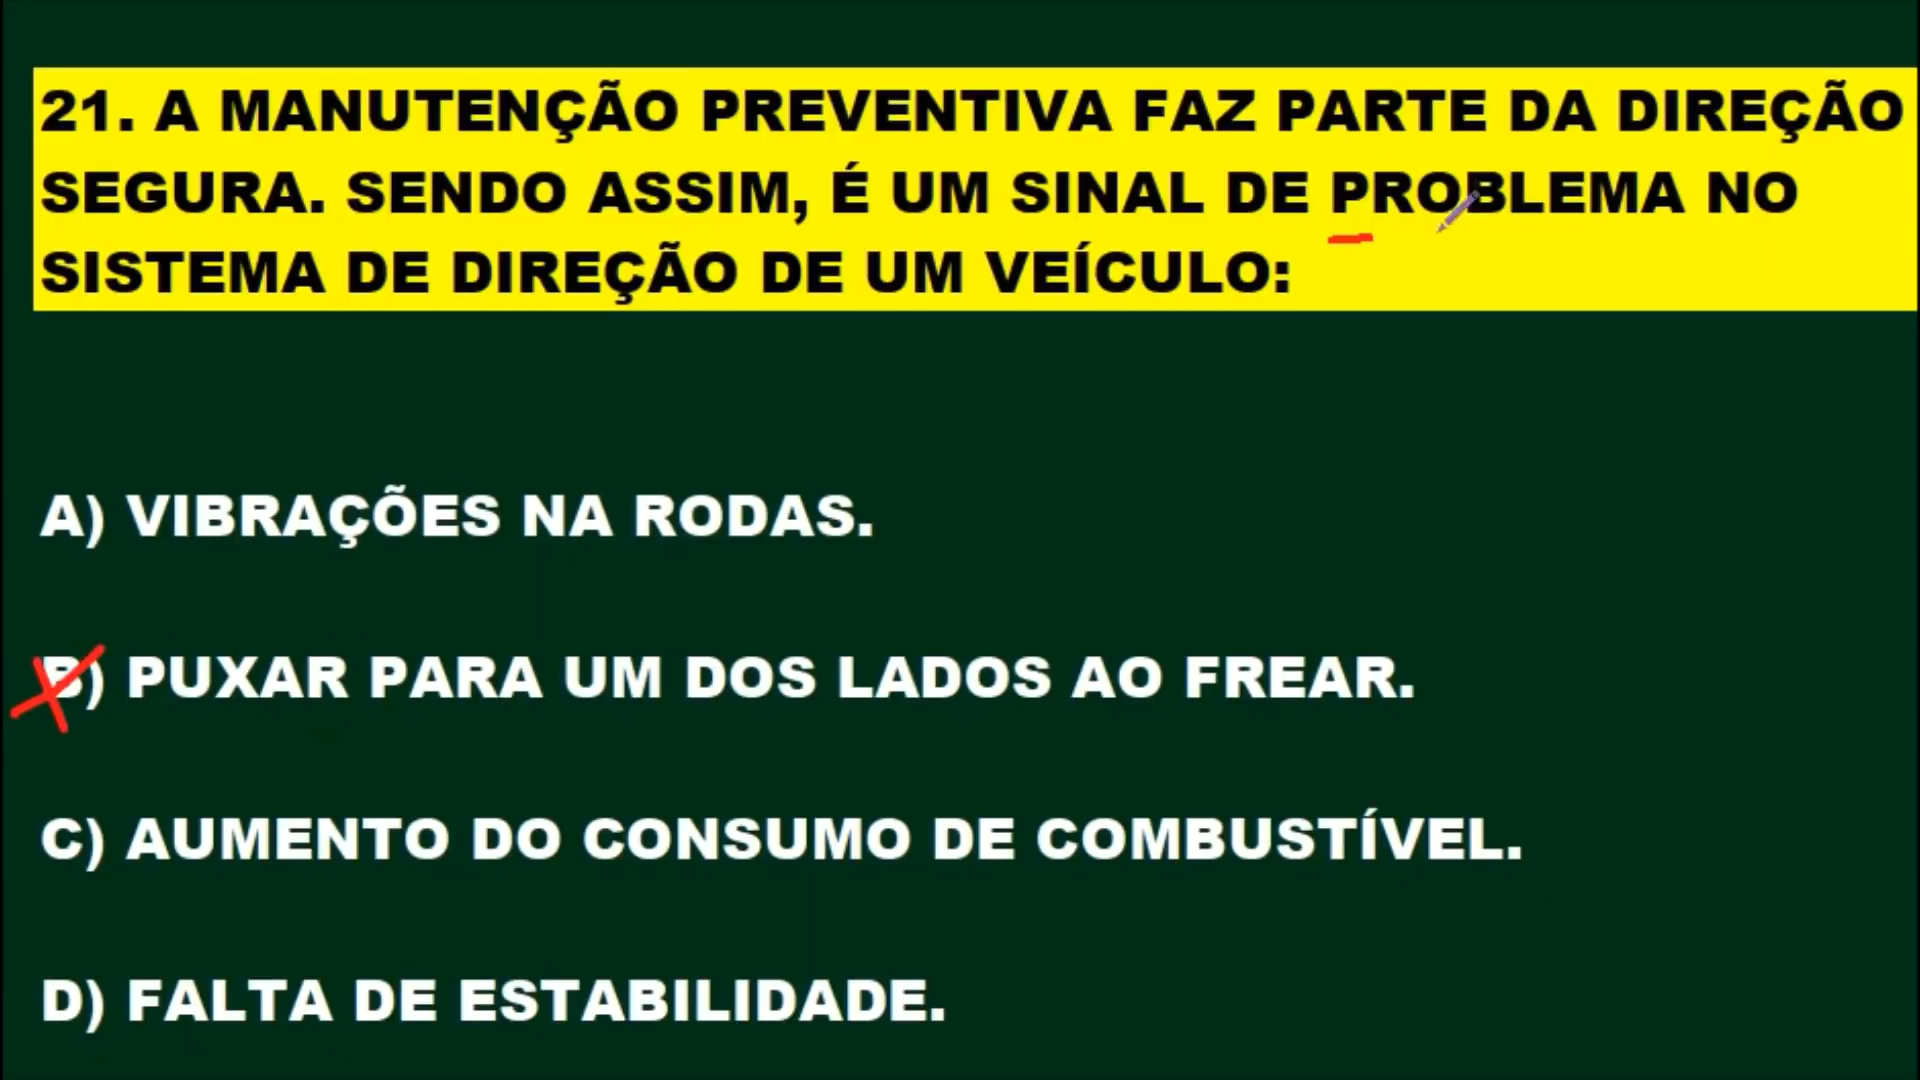 21. A MANUTENÇÃO PREVENTIVA FAZ PARTE DA DIREÇÃO
SEGURA. SENDO ASSIM, É UM SINAL DE PROBLEMA NO
SISTEMA DE DIREÇÃO DE UM VEÍCULO:
A) VIBRAÇÕES NA RODAS.
B) PUXAR PARA UM DOS LADOS AO FREAR.
C) AUMENTO DO CONSUMO DE COMBUSTÍVEL.
D) FALTA DE ESTABILIDADE.